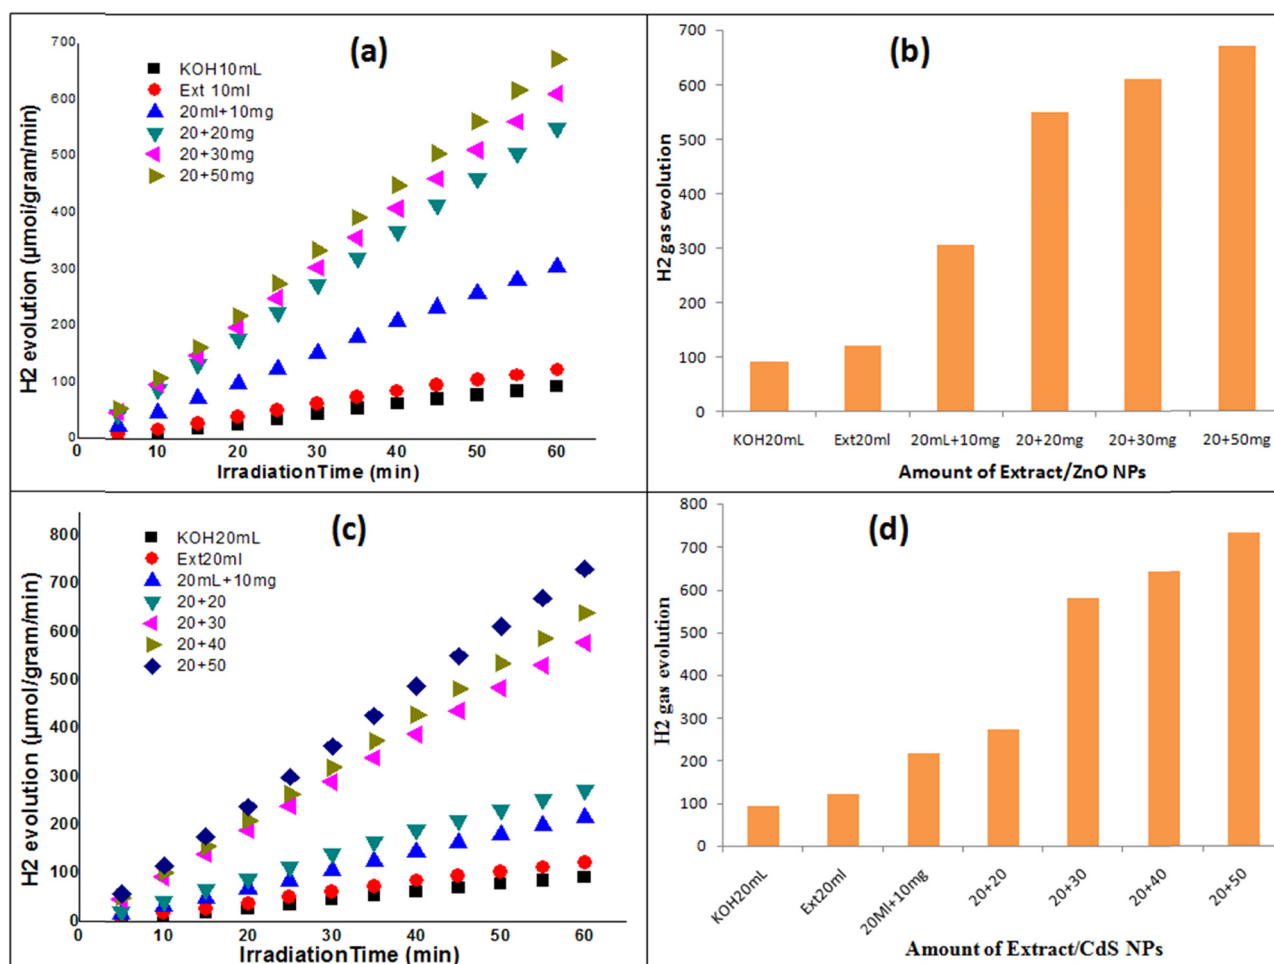 (a)
H2 evolution (µmoi/gram/min)
700
600
500
400
300
200
100
0
KOH10mL
Ext 10ml
20ml+10mg
20+20mg
20+30mg
20+50mg
0 10 20 30 40 50 60
IrradiationTime (min)
(b)
H2 gas evolution
700
600
500
400
300
200
100
0
KOH20mL Ext20ml 20mL+10mg 20+20mg 20+30mg 20+50mg
Amount of Extract/ZnO NPs
(c)
H2 evolution (µmol/gram/min)
800
700
600
500
400
300
200
100
0
KOH20mL
Ext20ml
20mL+10mg
20+20
20+30
20+40
20+50
0 10 20 30 40 50 60
IrradiationTime (min)
(d)
H2 gas evolution
800
700
600
500
400
300
200
100
0
KOH20mL Ext20ml 20Ml+10mg 20+20 20+30 20+40 20+50
Amount of Extract/CdS NPs